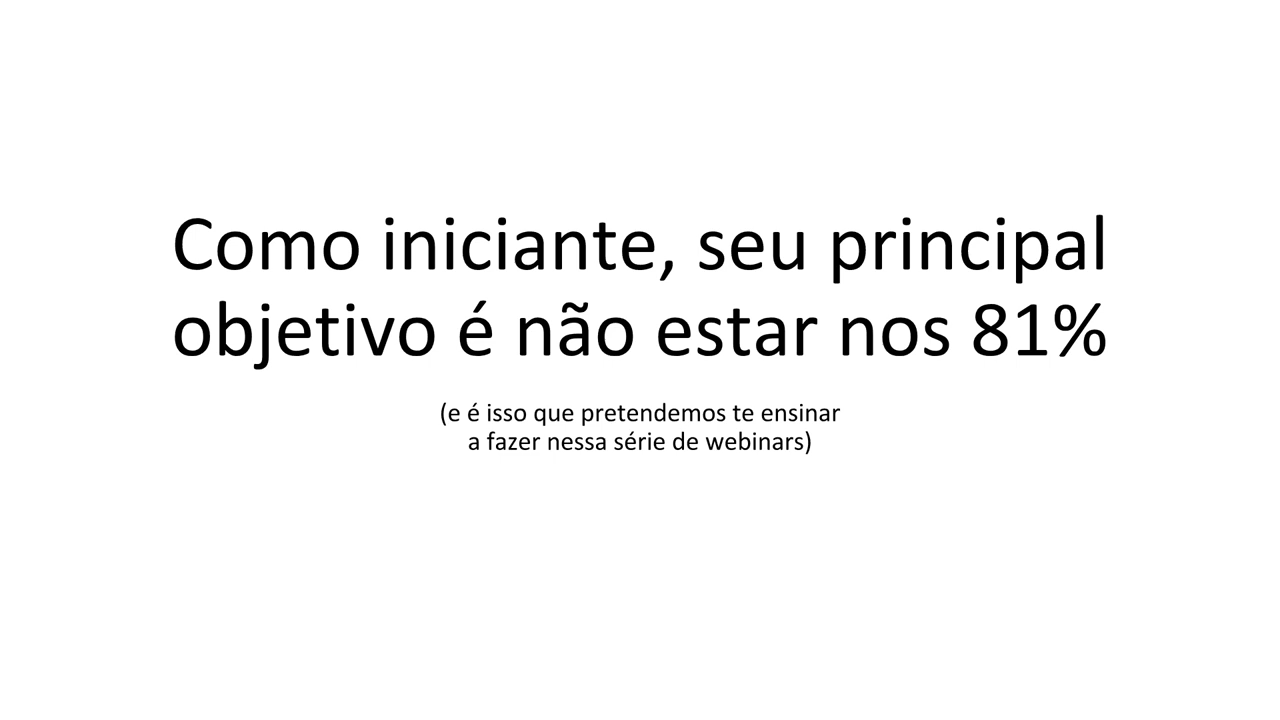 Como iniciante, seu principal
objetivo é não estar nos 81%
(e é isso que pretendemos te ensinar
a fazer nessa série de webinars)